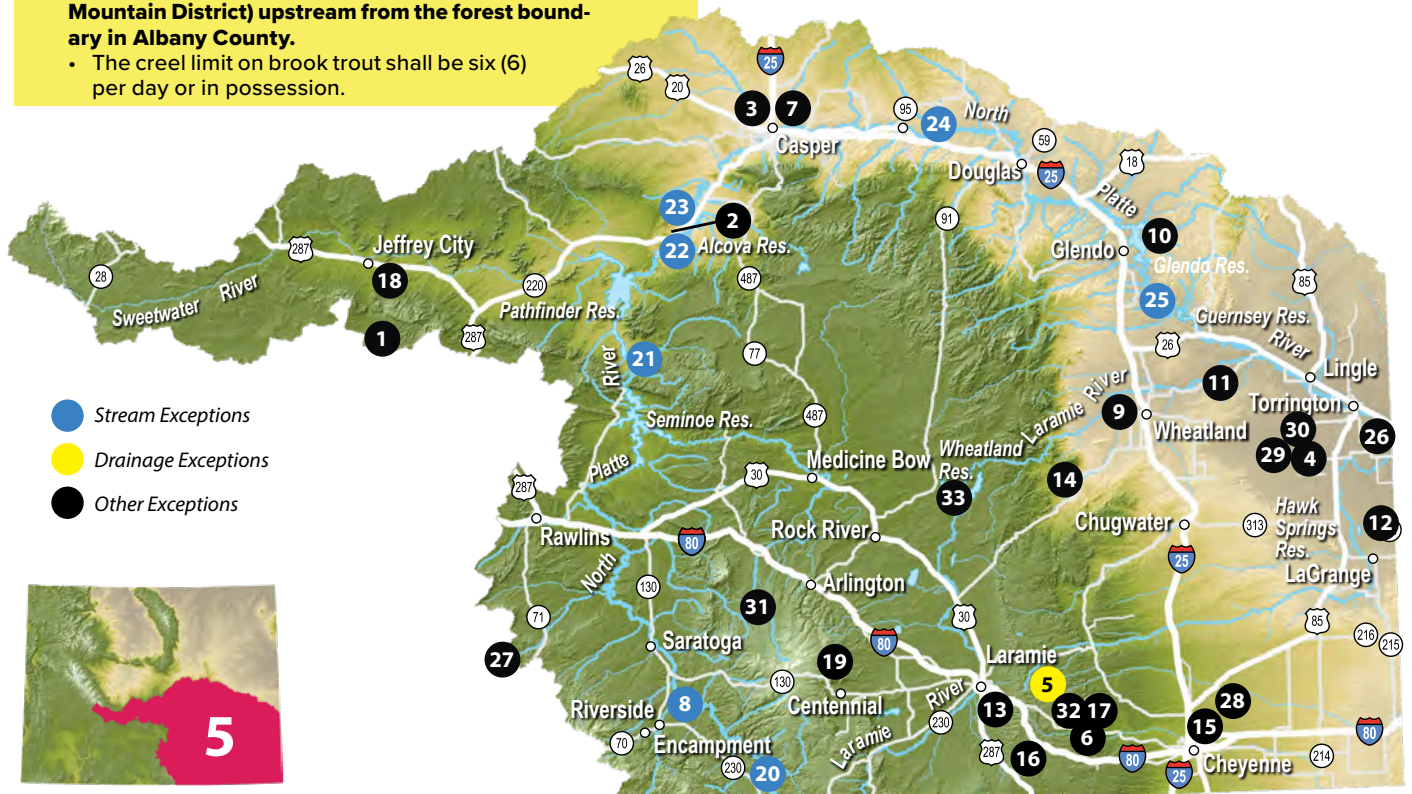 Mountain District) upstream from the forest bound-
ary in Albany County.
• The creel limit on brook trout shall be six (6)
per day or in possession.
25
26
20
3
7
Casper
95
24
North
59
Douglas
25
18
Platte
23
2
22
Alcova Res.
91
10
Glendo
Glendo Res.
287
Jeffrey City
28
18
Sweetwater River
220
Pathfinder Res.
487
25
85
Guernsey Res.
1
287
26
River
21
River
77
Lingle
11
Laramie River
9
Wheatland
Torrington
30
26
29
4
Stream Exceptions
Seminoe Res.
487
Drainage Exceptions
Platte
30
Medicine Bow
Wheatland
Res.
33
14
Other Exceptions
287
Rawlins
80
Rock River
Chugwater
313
Hawk
Springs
Res.
12
25
LaGrange
North
130
Arlington
71
31
30
85
216
215
27
Saratoga
80
19
Laramie
5
130
Centennial
River
13
32
17
28
8
Riverside
230
6
15
70
Encampment
Laramie
287
16
80
80
230
20
25
Cheyenne
214
5